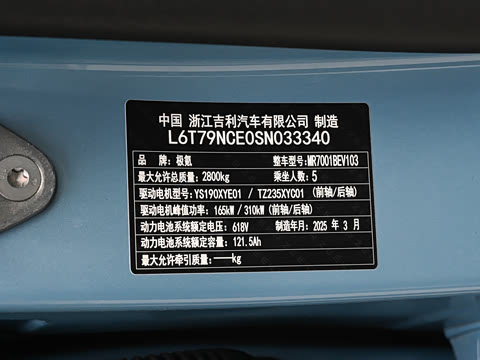 中国 浙江吉利汽车有限公司 制造
L6T79NCE0SN033340
品 牌：极氪 整车型号：MR7001BEV103
最大允许总质量：2800kg 乘坐人数：5
驱动电机型号：YS190XYE01 / TZ235XYC01 (前轴/后轴)
驱动电机峰值功率：165kW / 310kW (前轴/后轴)
动力电池系统额定电压：618V 制造年月：2025 年 3 月
动力电池系统额定容量：121.5Ah
最大允许牵引质量：——kg